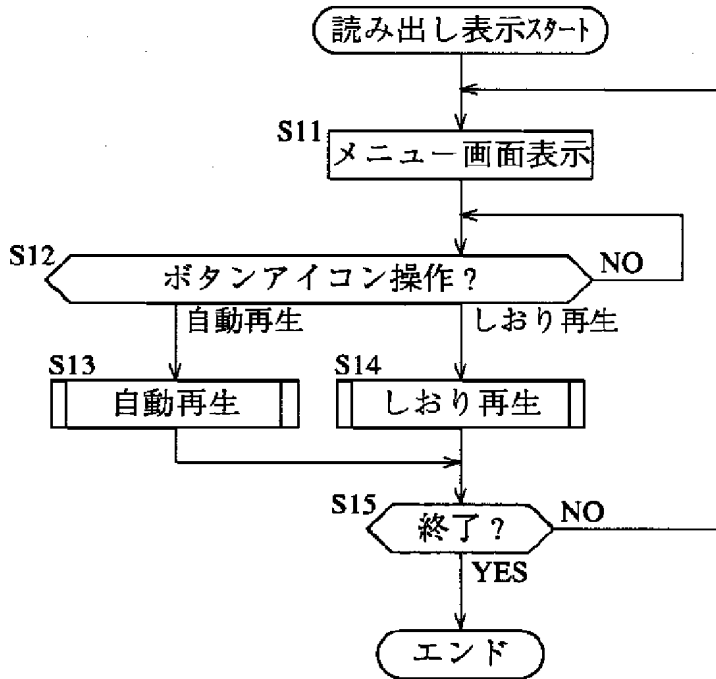 読み出し表示スタート
S11
メニュー画面表示
S12
ボタンアイコン操作？
NO
自動再生
しおり再生
S13
自動再生
S14
しおり再生
S15
終了？
NO
YES
エンド